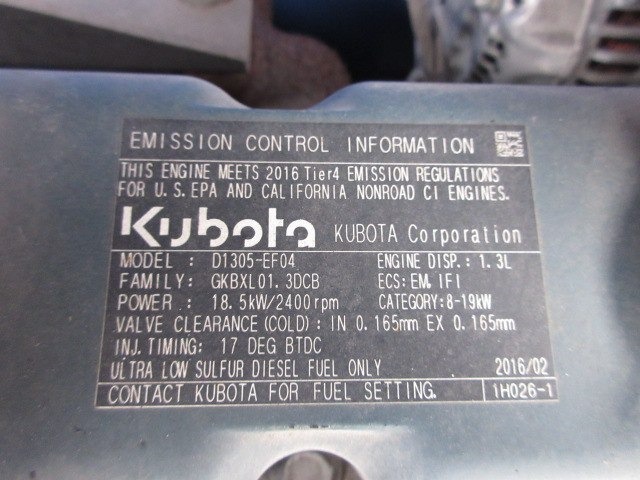 EMISSION CONTROL INFORMATION
THIS ENGINE MEETS 2016 Tier4 EMISSION REGULATIONS
FOR U.S.EPA AND CALIFORNIA NONROAD CI ENGINES.
Kubota KUBOTA Corporation
MODEL : D1305-EF04 ENGINE DISP.: 1.3L
FAMILY: GKBXL01.3DCB ECS: EM, IFI
POWER : 18.5kW/2400rpm CATEGORY:8-19kW
VALVE CLEARANCE (COLD) : IN 0.165mm EX 0.165mm
INJ. TIMING: 17 DEG BTDC
ULTRA LOW SULFUR DIESEL FUEL ONLY 2016/02
CONTACT KUBOTA FOR FUEL SETTING. 1H026-1